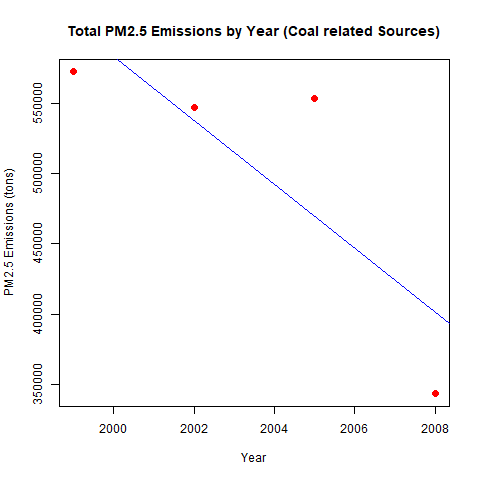 Total PM2.5 Emissions by Year (Coal related Sources)
PM2.5 Emissions (tons)
550000
500000
450000
400000
350000
2000 2002 2004 2006 2008
Year